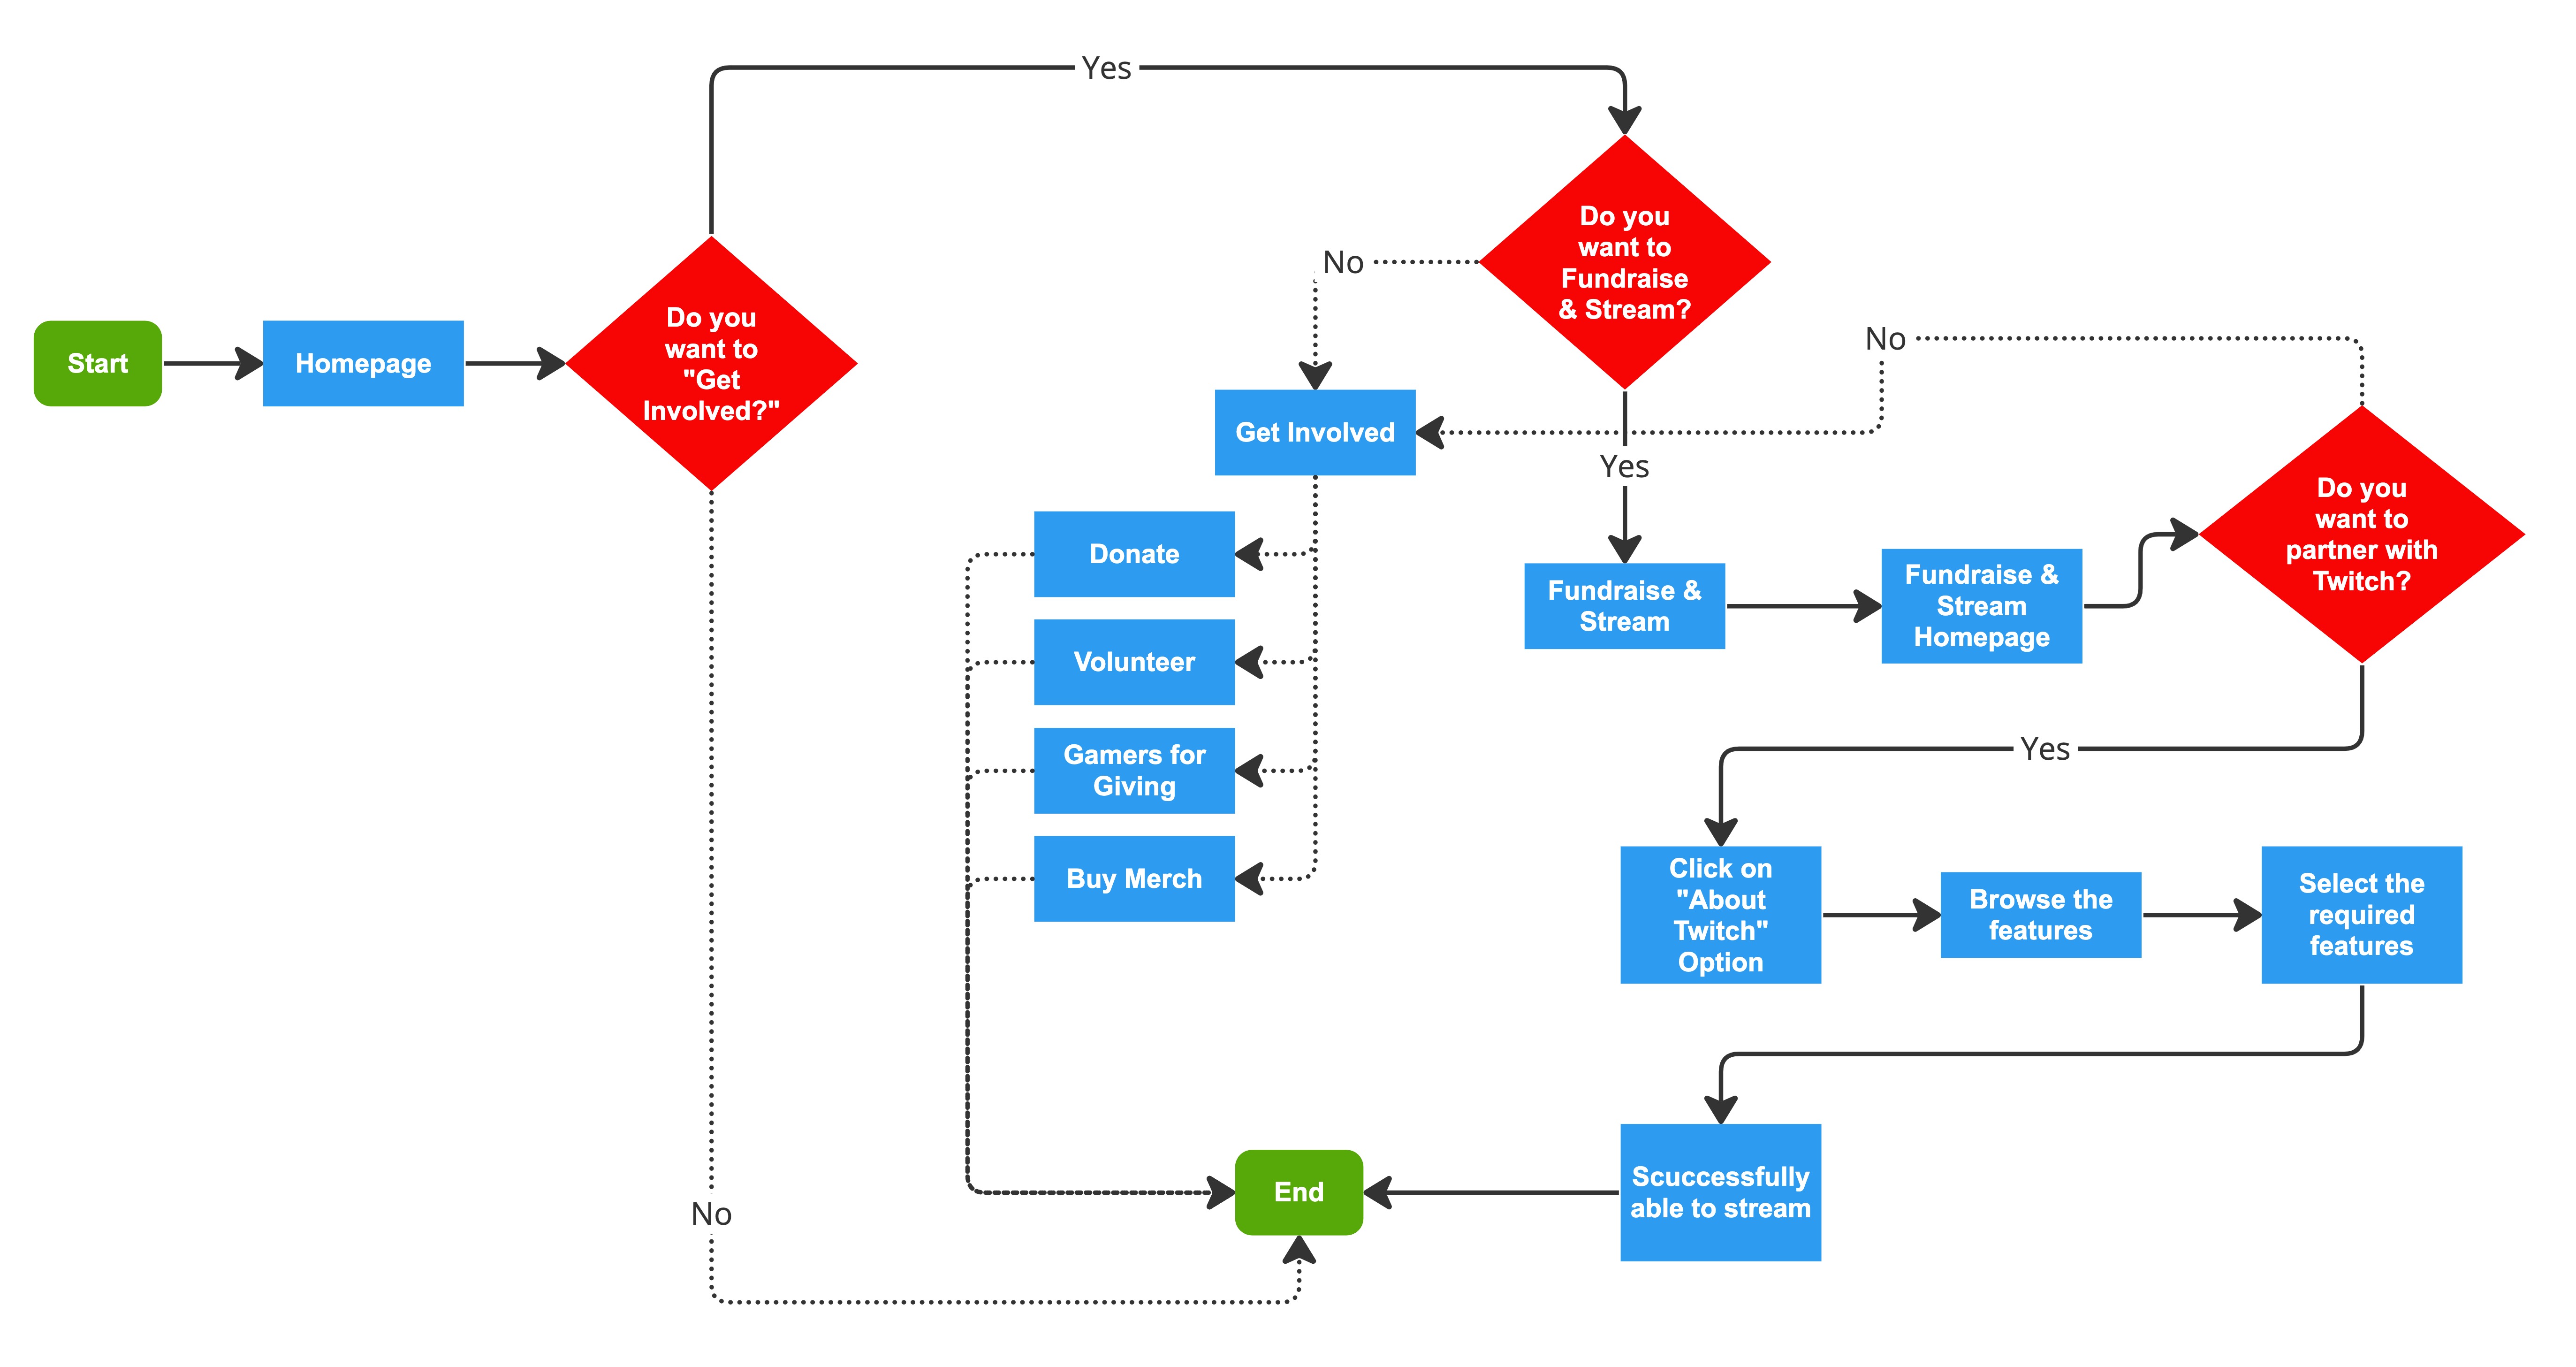 Yes
Do you
want to
Fundraise
& Stream?
No
Do you
want to
"Get
Involved?"
Start
Homepage
No
Get Involved
Yes
Do you
want to
partner with
Twitch?
Donate
Fundraise &
Stream
Fundraise &
Stream
Homepage
Volunteer
Gamers for
Giving
Yes
Buy Merch
Click on
"About
Twitch"
Option
Browse the
features
Select the
required
features
No
End
Scuccessfully
able to stream